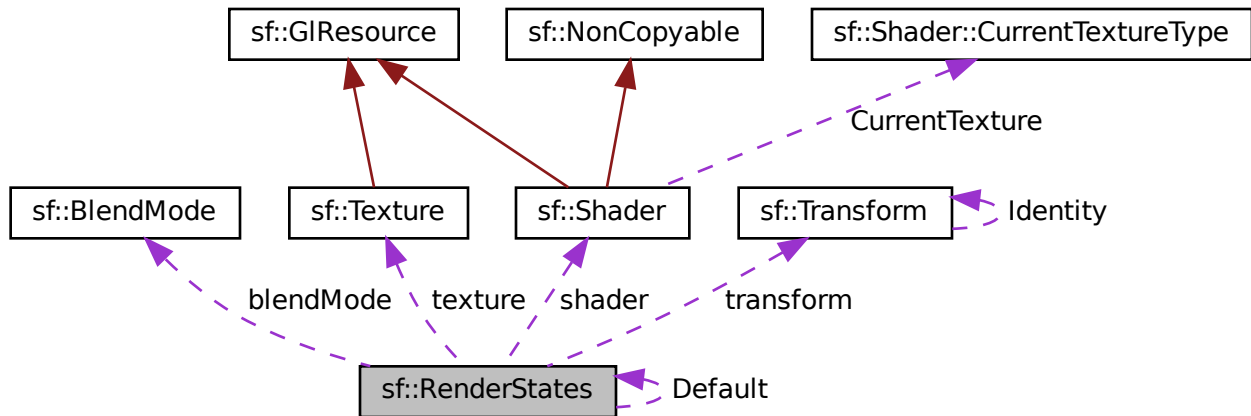 sf::GlResource
sf::NonCopyable
sf::Shader::CurrentTextureType
CurrentTexture
sf::BlendMode
sf::Texture
sf::Shader
sf::Transform
Identity
blendMode
texture
shader
transform
sf::RenderStates
Default